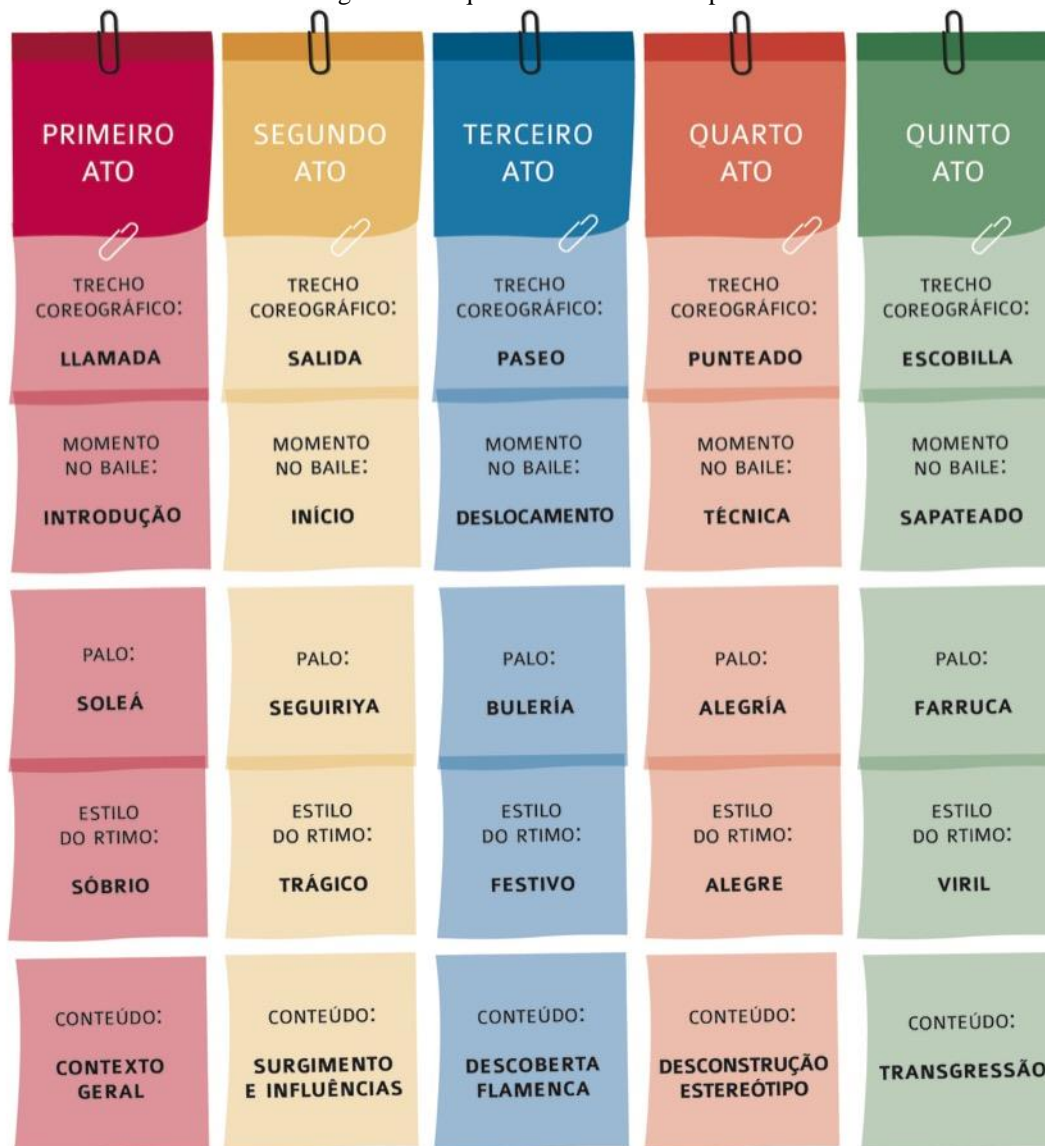 PRIMEIRO
ATO
TRECHO
COREOGRÁFICO:
LLAMADA
MOMENTO
NO BAILE:
INTRODUÇÃO
PALO:
SOLEÁ
ESTILO
DO RTIMO:
SÓBRIO
CONTEÚDO:
CONTEXTO
GERAL
SEGUNDO
ATO
TRECHO
COREOGRÁFICO:
SALIDA
MOMENTO
NO BAILE:
INÍCIO
PALO:
SEGUIRIYA
ESTILO
DO RTIMO:
TRÁGICO
CONTEÚDO:
SURGIMENTO
E INFLUÊNCIAS
TERCEIRO
ATO
TRECHO
COREOGRÁFICO:
PASEO
MOMENTO
NO BAILE:
DESLOCAMENTO
PALO:
BULERÍA
ESTILO
DO RTIMO:
FESTIVO
CONTEÚDO:
DESCOBERTA
FLAMENCA
QUARTO
ATO
TRECHO
COREOGRÁFICO:
PUNTEADO
MOMENTO
NO BAILE:
TÉCNICA
PALO:
ALEGRÍA
ESTILO
DO RTIMO:
ALEGRE
CONTEÚDO:
DESCONSTRUÇÃO
ESTEREÓTIPO
QUINTO
ATO
TRECHO
COREOGRÁFICO:
ESCOBILLA
MOMENTO
NO BAILE:
SAPATEADO
PALO:
FARRUCA
ESTILO
DO RTIMO:
VIRIL
CONTEÚDO:
TRANSGRESSÃO